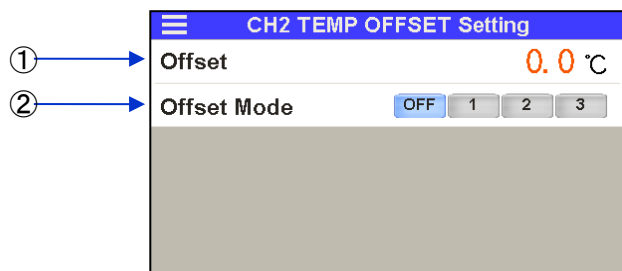 CH2 TEMP OFFSET Setting
① Offset 0.0 ℃
② Offset Mode OFF 1 2 3